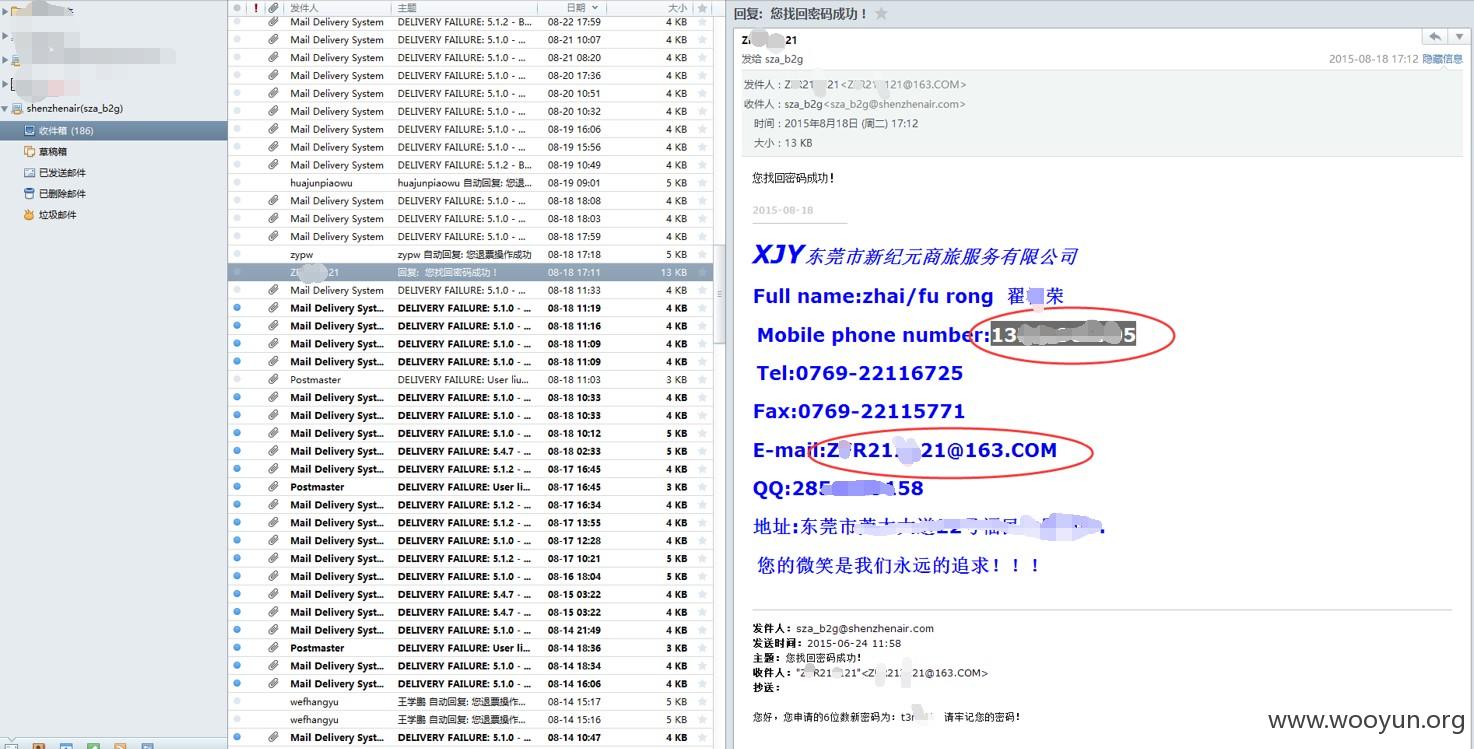 shenzhenair(sza_b2g)
收件箱 (186)
草稿箱
已发送邮件
已删除邮件
垃圾邮件
! 发件人 主题 日期 大小
Mail Delivery System DELIVERY FAILURE: 5.1.2 - B... 08-22 17:59 4 KB
Mail Delivery System DELIVERY FAILURE: 5.1.0 - ... 08-21 10:07 4 KB
Mail Delivery System DELIVERY FAILURE: 5.1.0 - ... 08-21 08:20 4 KB
Mail Delivery System DELIVERY FAILURE: 5.1.0 - ... 08-20 17:36 4 KB
Mail Delivery System DELIVERY FAILURE: 5.1.0 - ... 08-20 10:51 4 KB
Mail Delivery System DELIVERY FAILURE: 5.1.0 - ... 08-20 10:32 4 KB
Mail Delivery System DELIVERY FAILURE: 5.1.0 - ... 08-19 16:06 4 KB
Mail Delivery System DELIVERY FAILURE: 5.1.0 - ... 08-19 15:56 4 KB
Mail Delivery System DELIVERY FAILURE: 5.1.2 - B... 08-19 10:49 4 KB
huajunpiaowu huajunpiaowu 自动回复: 您退... 08-19 09:01 5 KB
Mail Delivery System DELIVERY FAILURE: 5.1.0 - ... 08-18 18:08 4 KB
Mail Delivery System DELIVERY FAILURE: 5.1.0 - ... 08-18 18:03 4 KB
Mail Delivery System DELIVERY FAILURE: 5.1.0 - ... 08-18 17:59 4 KB
zypw zypw 自动回复: 您退票操作成功 08-18 17:18 5 KB
回复: 您找回密码成功！ 08-18 17:11 13 KB
Mail Delivery System DELIVERY FAILURE: 5.1.0 - ... 08-18 11:33 4 KB
Mail Delivery Syst... DELIVERY FAILURE: 5.1.0 - ... 08-18 11:19 4 KB
Mail Delivery Syst... DELIVERY FAILURE: 5.1.0 - ... 08-18 11:16 4 KB
Mail Delivery Syst... DELIVERY FAILURE: 5.1.0 - ... 08-18 11:09 4 KB
Mail Delivery Syst... DELIVERY FAILURE: 5.1.0 - ... 08-18 11:09 4 KB
Postmaster DELIVERY FAILURE: User liu... 08-18 11:03 3 KB
Mail Delivery Syst... DELIVERY FAILURE: 5.1.0 - ... 08-18 10:33 4 KB
Mail Delivery Syst... DELIVERY FAILURE: 5.1.0 - ... 08-18 10:33 4 KB
Mail Delivery Syst... DELIVERY FAILURE: 5.1.0 - ... 08-18 10:12 5 KB
Mail Delivery Syst... DELIVERY FAILURE: 5.4.7 - ... 08-18 02:33 5 KB
Mail Delivery Syst... DELIVERY FAILURE: 5.1.2 - ... 08-17 16:45 4 KB
Postmaster DELIVERY FAILURE: User li... 08-17 16:45 3 KB
Mail Delivery Syst... DELIVERY FAILURE: 5.1.2 - ... 08-17 16:34 4 KB
Mail Delivery Syst... DELIVERY FAILURE: 5.1.2 - ... 08-17 13:55 4 KB
Mail Delivery Syst... DELIVERY FAILURE: 5.1.0 - ... 08-17 12:28 4 KB
Mail Delivery Syst... DELIVERY FAILURE: 5.1.2 - ... 08-17 10:21 5 KB
Mail Delivery Syst... DELIVERY FAILURE: 5.1.0 - ... 08-16 18:04 5 KB
Mail Delivery Syst... DELIVERY FAILURE: 5.4.7 - ... 08-15 03:22 5 KB
Mail Delivery Syst... DELIVERY FAILURE: 5.4.7 - ... 08-15 03:22 5 KB
Mail Delivery Syst... DELIVERY FAILURE: 5.1.0 - ... 08-14 21:49 4 KB
Postmaster DELIVERY FAILURE: User li... 08-14 18:36 3 KB
Mail Delivery Syst... DELIVERY FAILURE: 5.1.0 - ... 08-14 18:34 4 KB
Mail Delivery Syst... DELIVERY FAILURE: 5.1.0 - ... 08-14 16:06 4 KB
wefhangyu 王学鹏 自动回复: 您退票操作... 08-14 15:17 5 KB
wefhangyu 王学鹏 自动回复: 您退票操作... 08-14 15:16 5 KB
Mail Delivery Syst... DELIVERY FAILURE: 5.1.0 - ... 08-14 10:47 4 KB
回复: 您找回密码成功！
发给 sza_b2g 2015-08-18 17:12 隐藏信息
发件人：
收件人：sza_b2g<sza_b2g@shenzhenair.com>
时间：2015年8月18日 (周二) 17:12
大小：13 KB
您找回密码成功!
2015-08-18
XJY 东莞市新纪元商旅服务有限公司
Full name:zhai/fu rong 翟 荣
Mobile phone number:
Tel:0769-22116725
Fax:0769-22115771
E-mail:
QQ:
地址:东莞市
您的微笑是我们永远的追求！！！
发件人： sza_b2g@shenzhenair.com
发送时间： 2015-06-24 11:58
主题： 您找回密码成功!
收件人：
抄送：
您好，您申请的6位数新密码为： 请牢记您的密码!
www.wooyun.org